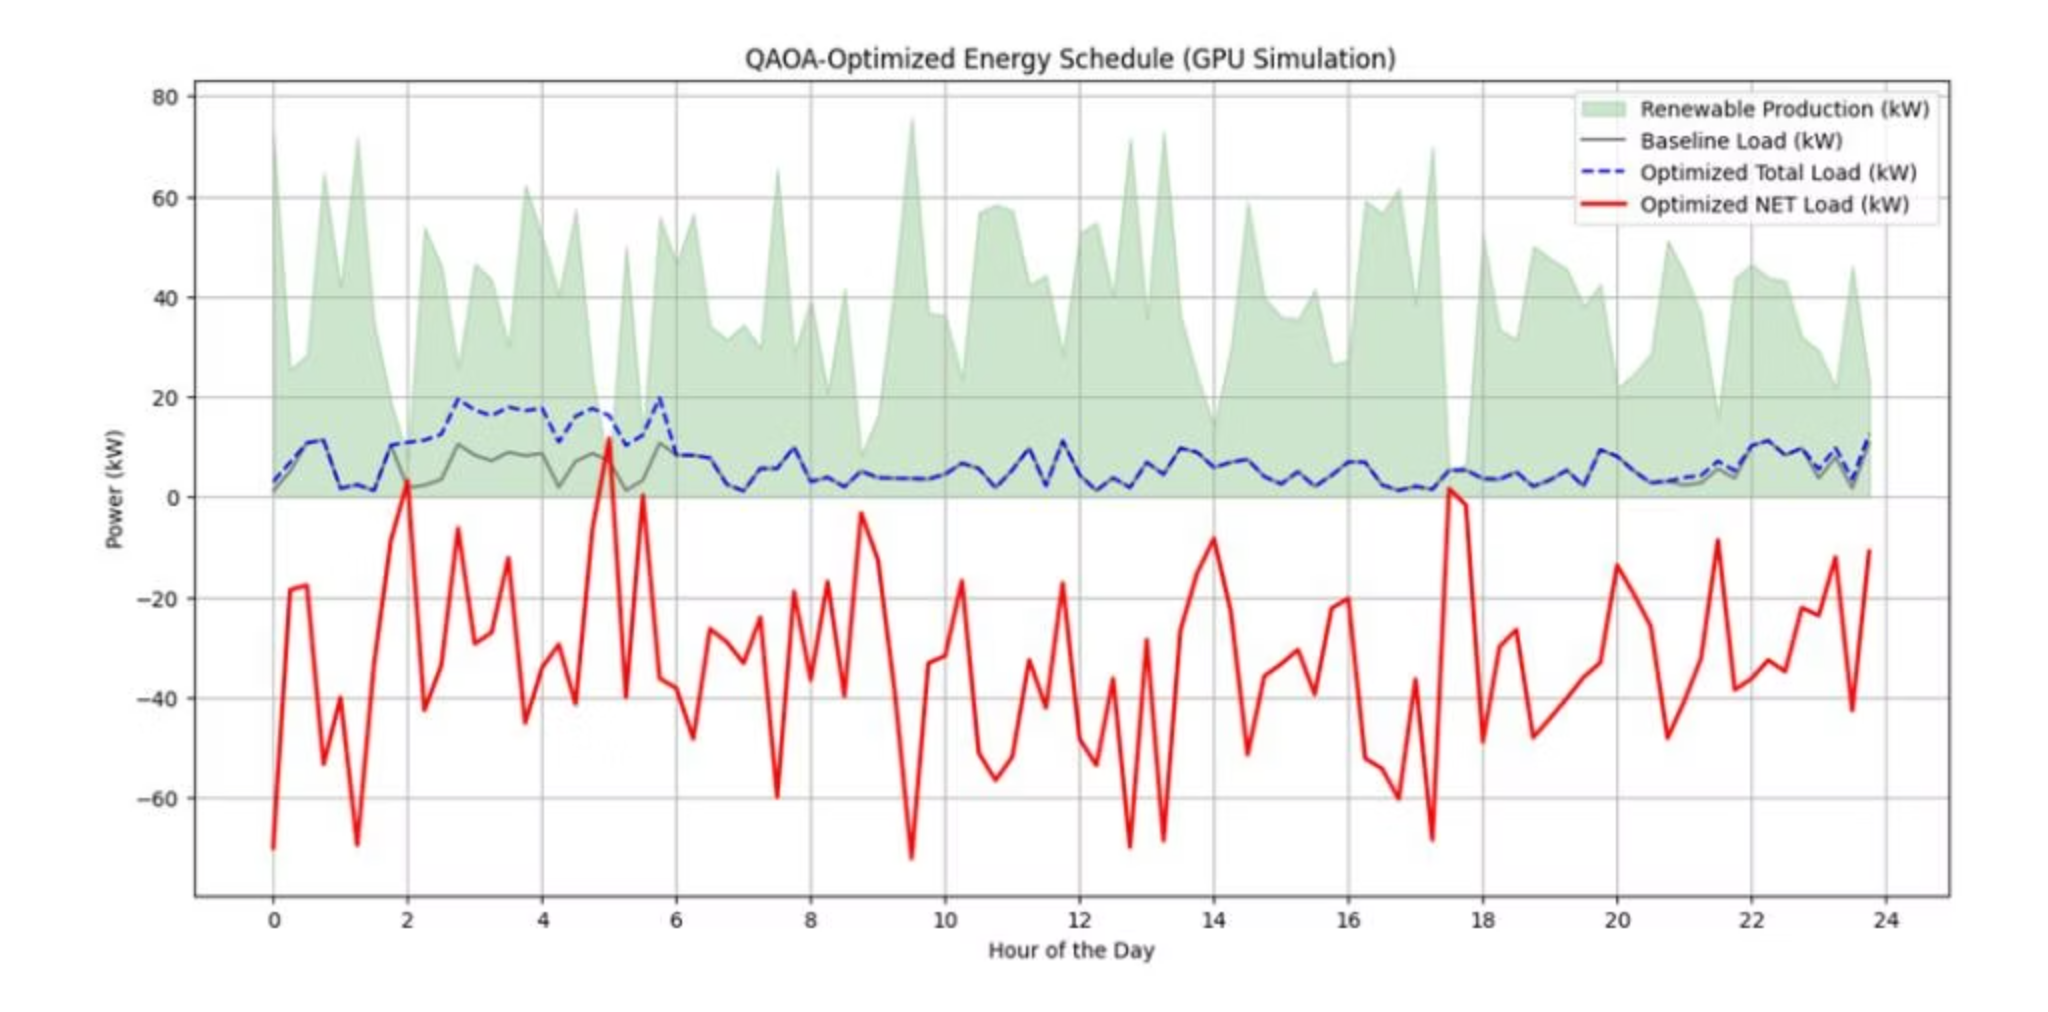 QAOA-Optimized Energy Schedule (GPU Simulation)
Renewable Production (kW)
Baseline Load (kW)
Optimized Total Load (kW)
Optimized NET Load (kW)
Power (kW)
80
60
40
20
0
−20
−40
−60
0 2 4 6 8 10 12 14 16 18 20 22 24
Hour of the Day